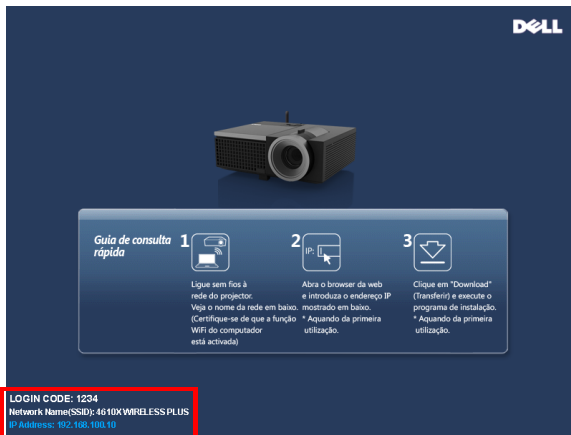 DELL
Guia de consulta
rápida
1
Ligue sem fios à
rede do projector.
Veja o nome da rede em baixo.
(Certifique-se de que a função
WiFi do computador
está activada)
2
IP:
Abra o browser da web
e introduza o endereço IP
mostrado em baixo.
* Aquando da primeira
utilização.
3
Clique em "Download"
(Transferir) e execute o
programa de instalação.
* Aquando da primeira
utilização.
LOGIN CODE: 1234
Network Name(SSID): 4610X WIRELESS PLUS
IP Address: 192.168.100.10